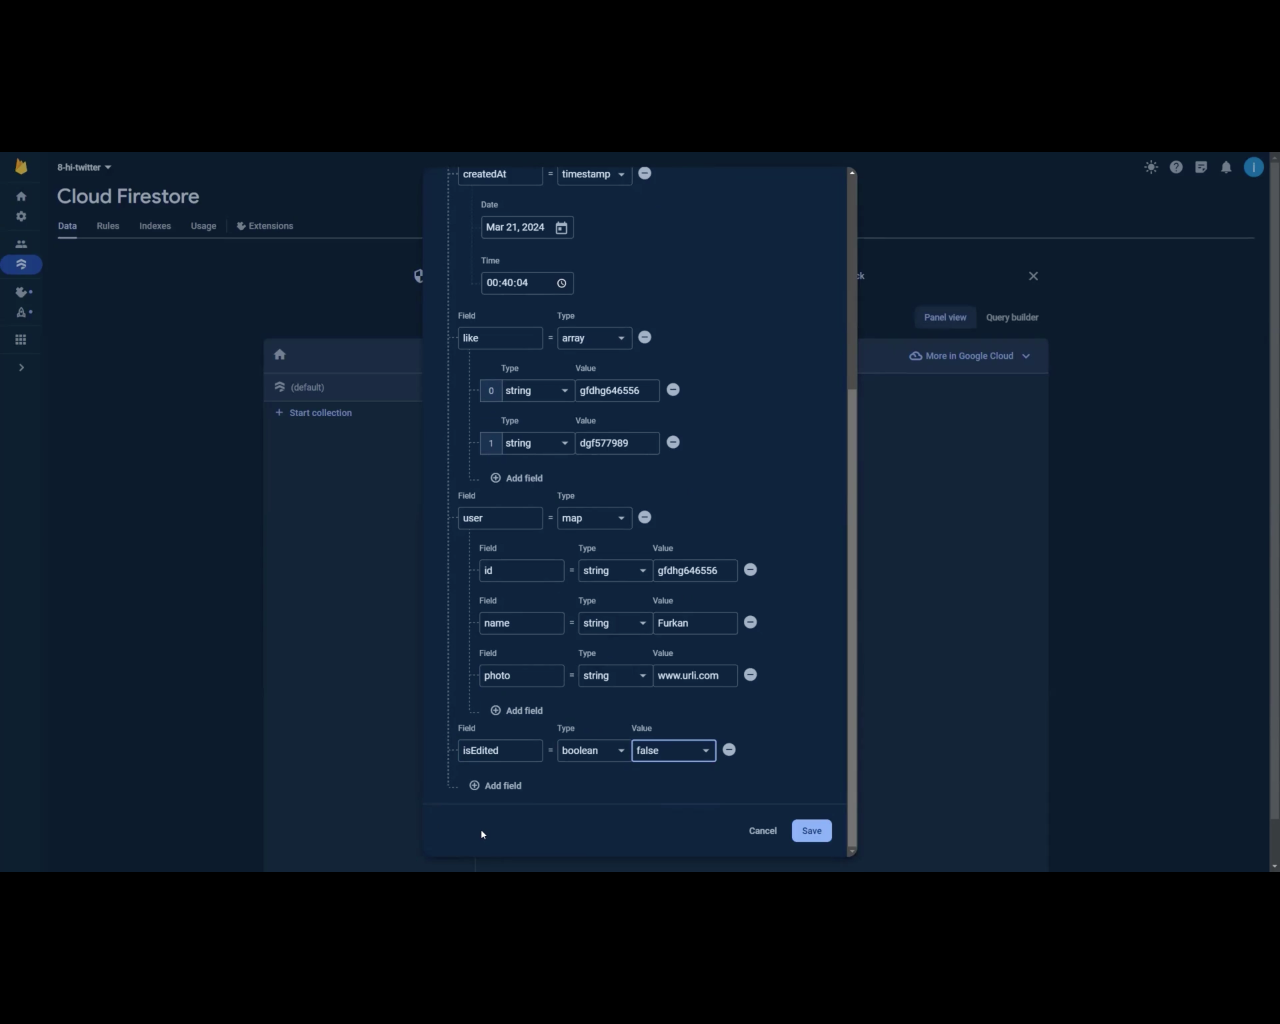 8-hi-twitter
Cloud Firestore
Data Rules Indexes Usage Extensions
createdAt = timestamp
Date
Mar 21, 2024
Time
00:40:04
Field Type
like = array
Type Value
0 string gfdhg646556
Type Value
1 string dgf577989
Add field
Field Type
user = map
Field Type Value
id = string gfdhg646556
Field Type Value
name = string Furkan
Field Type Value
photo = string www.urli.com
Add field
Field Type Value
isEdited = boolean false
Add field
Cancel Save
Panel view Query builder
More in Google Cloud
(default)
+ Start collection
I